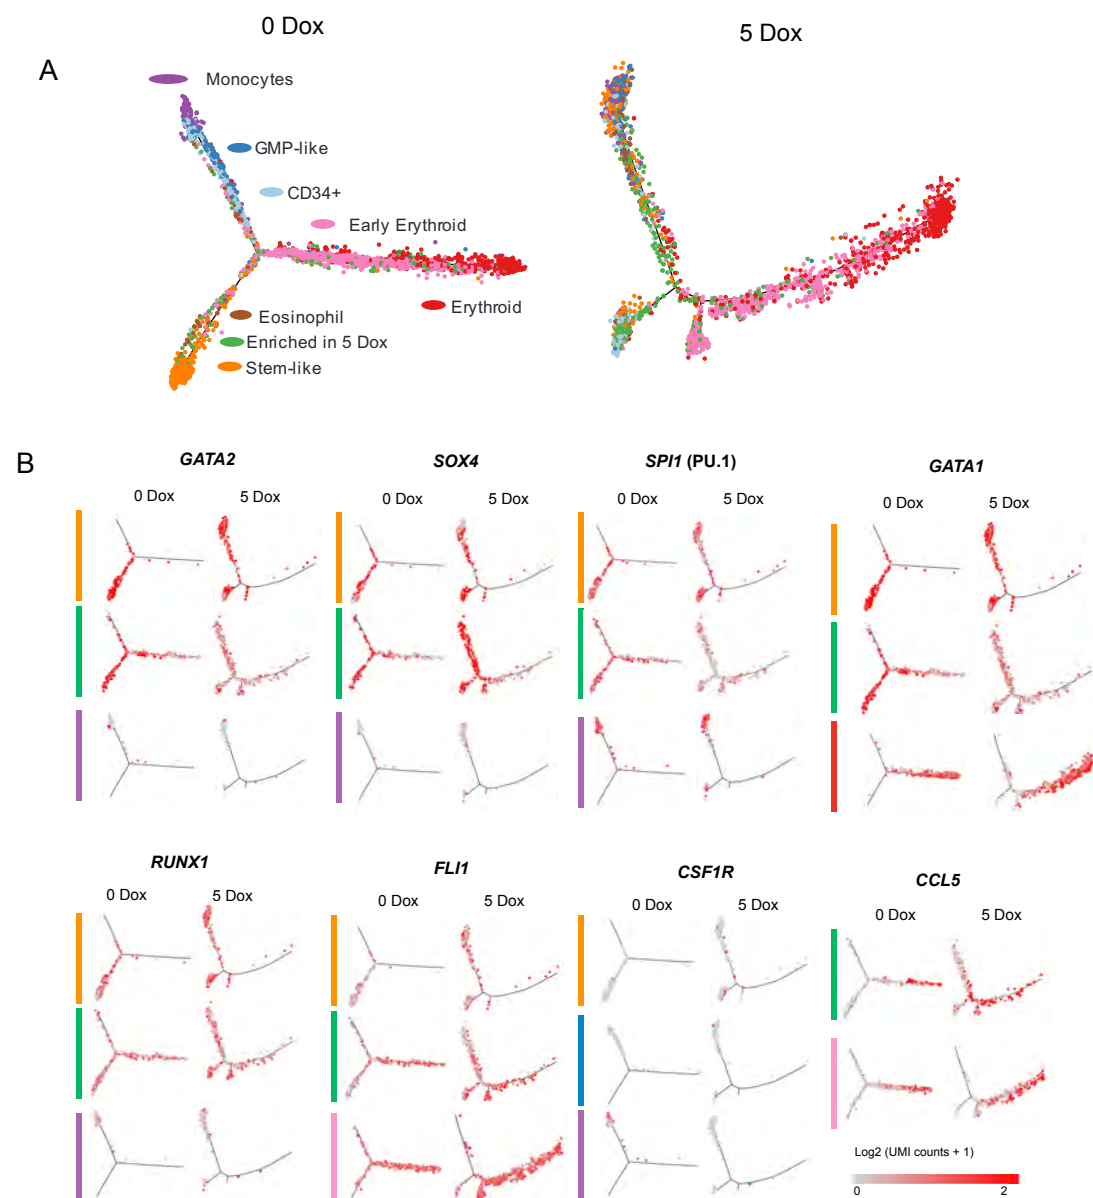 0 Dox
5 Dox
A
Monocytes
GMP-like
CD34+
Early Erythroid
Erythroid
Eosinophil
Enriched in 5 Dox
Stem-like
B
GATA2
SOX4
SPI1 (PU.1)
GATA1
0 Dox 5 Dox
0 Dox 5 Dox
0 Dox 5 Dox
0 Dox 5 Dox
RUNX1
FLI1
CSF1R
CCL5
0 Dox 5 Dox
0 Dox 5 Dox
0 Dox 5 Dox
0 Dox 5 Dox
Log2 (UMI counts + 1)
0 2